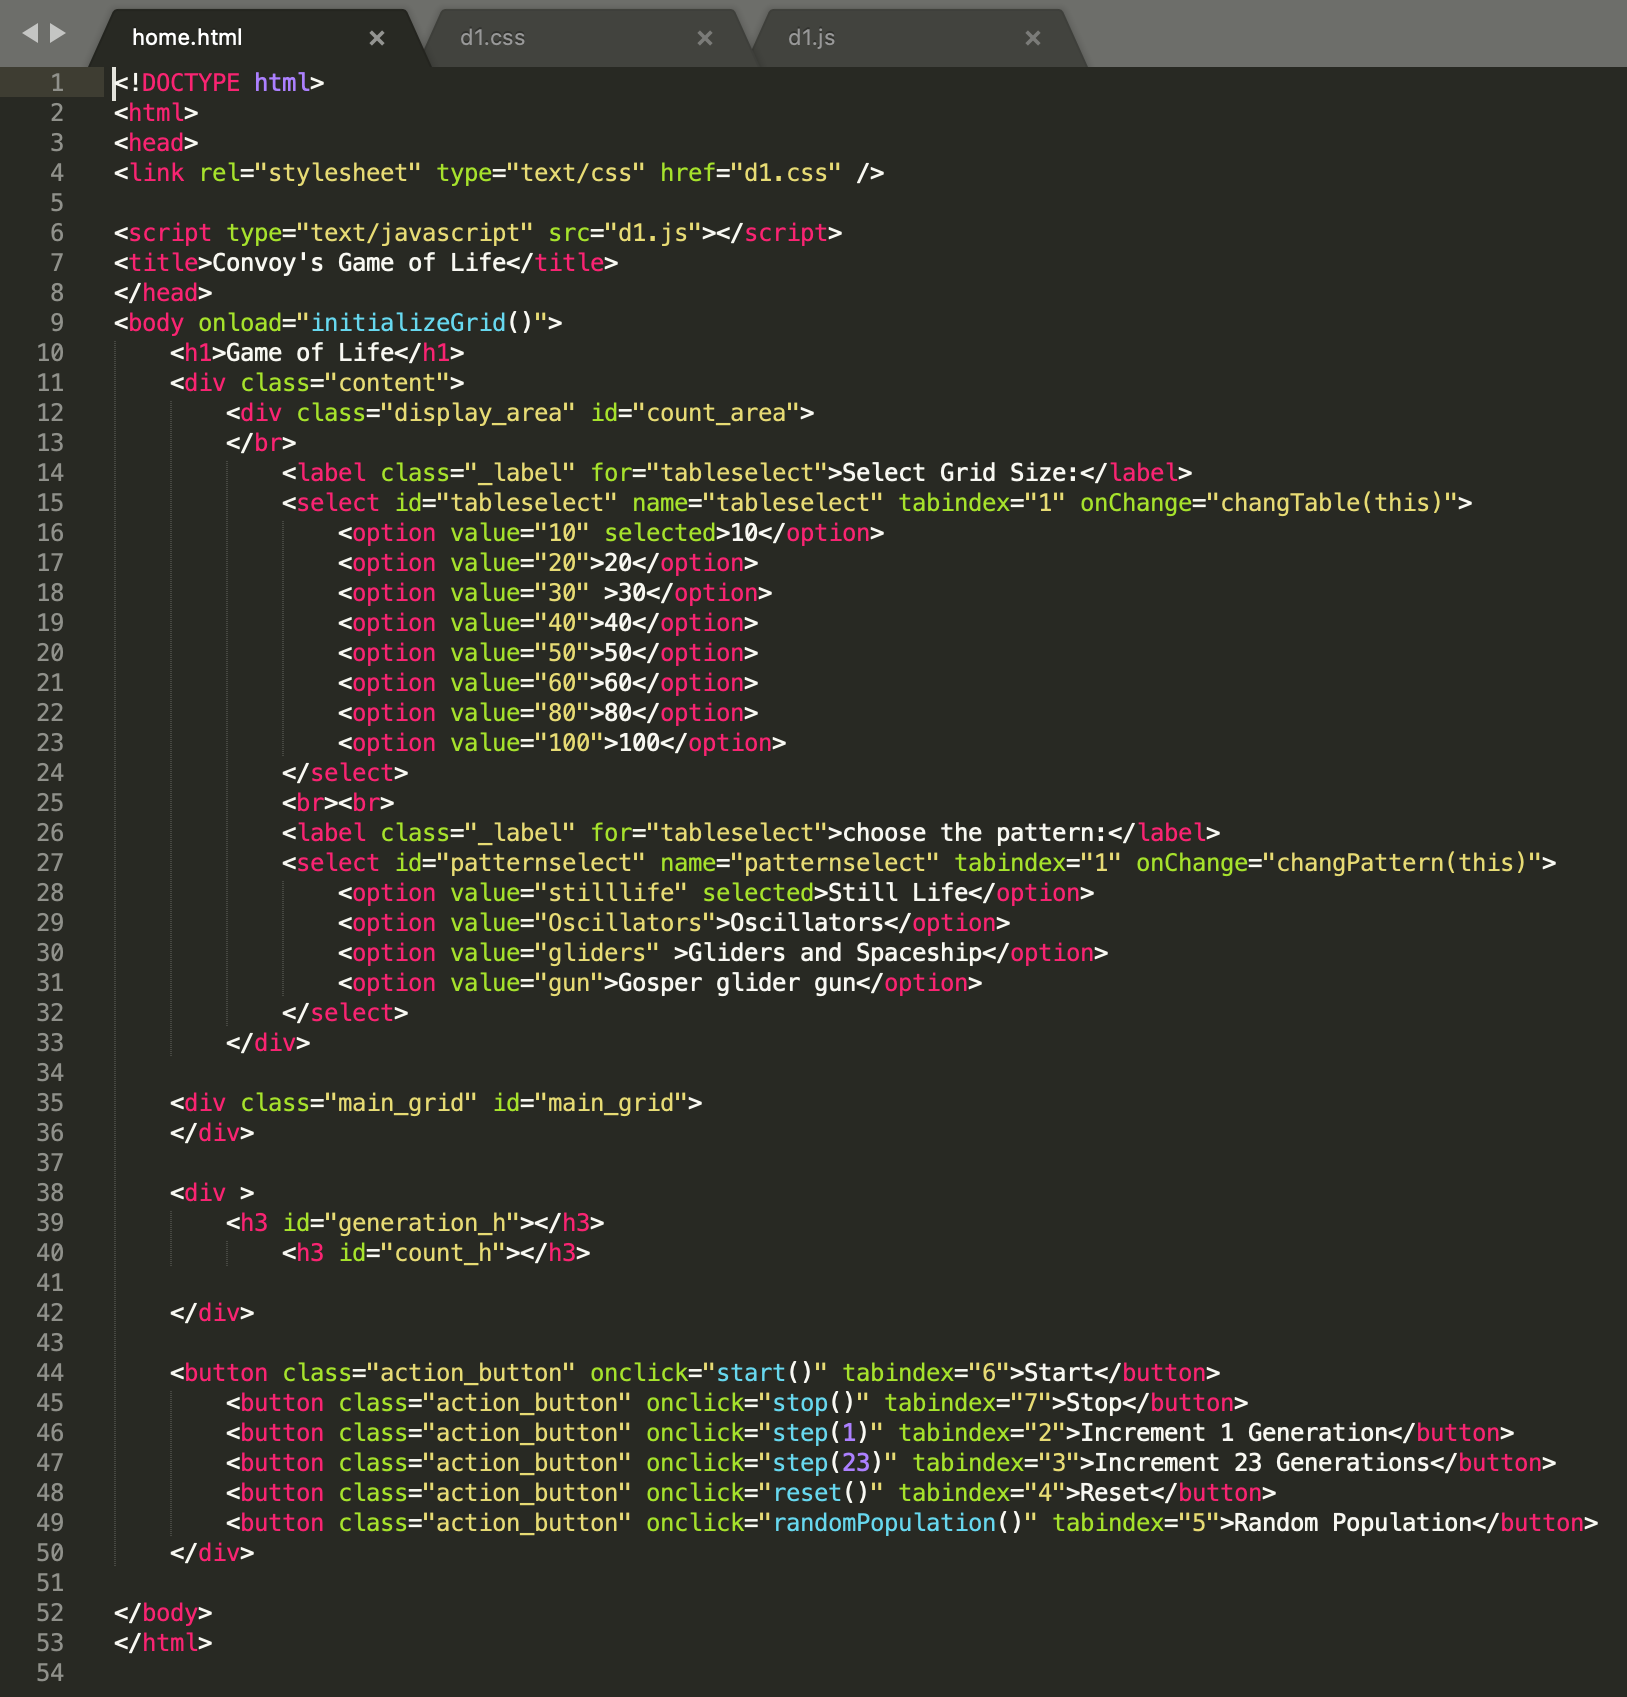 home.html × d1.css × d1.js ×
1 <!DOCTYPE html>
2 <html>
3 <head>
4 <link rel="stylesheet" type="text/css" href="d1.css" />
5
6 <script type="text/javascript" src="d1.js"></script>
7 <title>Convoy's Game of Life</title>
8 </head>
9 <body onload="initializeGrid()">
10     <h1>Game of Life</h1>
11     <div class="content">
12         <div class="display_area" id="count_area">
13         </br>
14             <label class="_label" for="tableselect">Select Grid Size:</label>
15             <select id="tableselect" name="tableselect" tabindex="1" onChange="changTable(this)">
16                 <option value="10" selected>10</option>
17                 <option value="20">20</option>
18                 <option value="30" >30</option>
19                 <option value="40">40</option>
20                 <option value="50">50</option>
21                 <option value="60">60</option>
22                 <option value="80">80</option>
23                 <option value="100">100</option>
24             </select>
25             <br><br>
26             <label class="_label" for="tableselect">choose the pattern:</label>
27             <select id="patternselect" name="patternselect" tabindex="1" onChange="changPattern(this)">
28                 <option value="stilllife" selected>Still Life</option>
29                 <option value="Oscillators">Oscillators</option>
30                 <option value="gliders" >Gliders and Spaceship</option>
31                 <option value="gun">Gosper glider gun</option>
32             </select>
33         </div>
34
35     <div class="main_grid" id="main_grid">
36     </div>
37
38     <div >
39         <h3 id="generation_h"></h3>
40             <h3 id="count_h"></h3>
41
42     </div>
43
44     <button class="action_button" onclick="start()" tabindex="6">Start</button>
45         <button class="action_button" onclick="stop()" tabindex="7">Stop</button>
46         <button class="action_button" onclick="step(1)" tabindex="2">Increment 1 Generation</button>
47         <button class="action_button" onclick="step(23)" tabindex="3">Increment 23 Generations</button>
48         <button class="action_button" onclick="reset()" tabindex="4">Reset</button>
49         <button class="action_button" onclick="randomPopulation()" tabindex="5">Random Population</button>
50     </div>
51
52 </body>
53 </html>
54